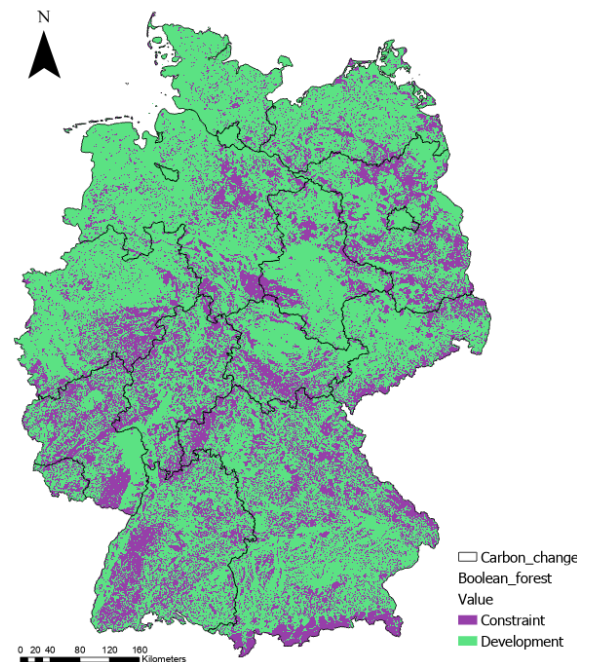 N
Carbon_change
Boolean_forest
Value
Constraint
Development
0 20 40 80 120 160
Kilometers